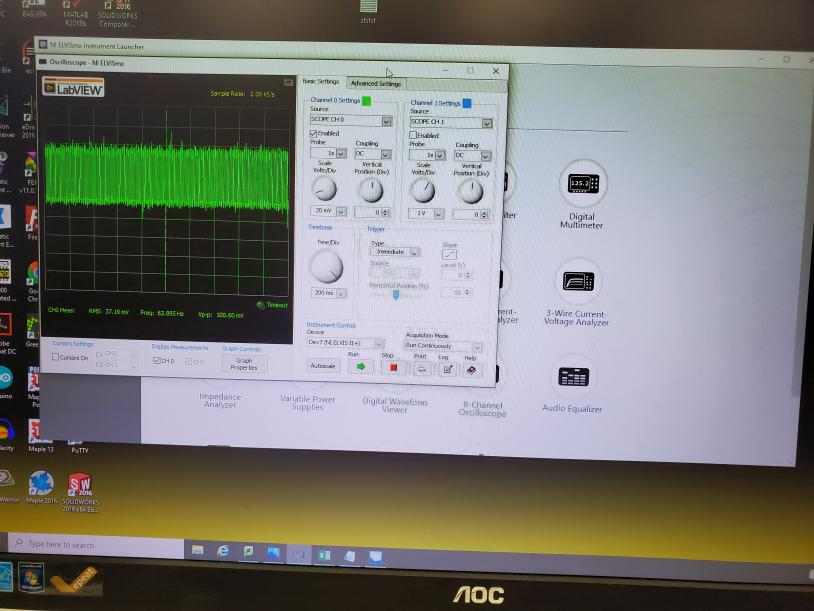 EAGLE68K
MATLAB
R2018b
2016
SOLIDWORKS
Composer ...
NI ELVISmx Instrument Launcher
Oscilloscope - NI ELVISmx
LabVIEW
Sample Rate: 2.00 kS/s
Basic Settings
Advanced Settings
Channel 0 Settings
Channel 1 Settings
Source
Source
SCOPE CH 0
SCOPE CH 1
Enabled
Enabled
Probe
Coupling
Probe
Coupling
1x
DC
1x
DC
Scale
Volts/Div
Vertical
Position (Div)
Scale
Volts/Div
Vertical
Position (Div)
20 mV
0
1 V
0
Timebase
Trigger
Time/Div
Type
Immediate
Slope
Source
Level (V)
0
Horizontal Position (%)
50
200 ms
Timeout
CH0 Meas:
RMS: 37.19 mV
Freq: 62.895 Hz
Vp-p: 100.60 mV
Instrument Control
Device
Acquisition Mode
Dev7 (NI ELVIS II+)
Run Continuously
Cursors Settings
Display Measurements
Graph Controls
Cursors On
C1
CH 0
C2
CH 1
CH 0
CH 1
Graph
Properties
Autoscale
Run
Stop
Print
Log
Help
125.2
Digital
Multimeter
3-Wire Current-
Voltage Analyzer
Impedance
Analyzer
Variable Power
Supplies
Digital Waveform
Viewer
8-Channel
Oscilloscope
Audio Equalizer
Maple 13
PuTTY
Maple 2016
SW
2016
SOLIDWORKS
2016 x64 Ed...
Type here to search
epeat
AOC